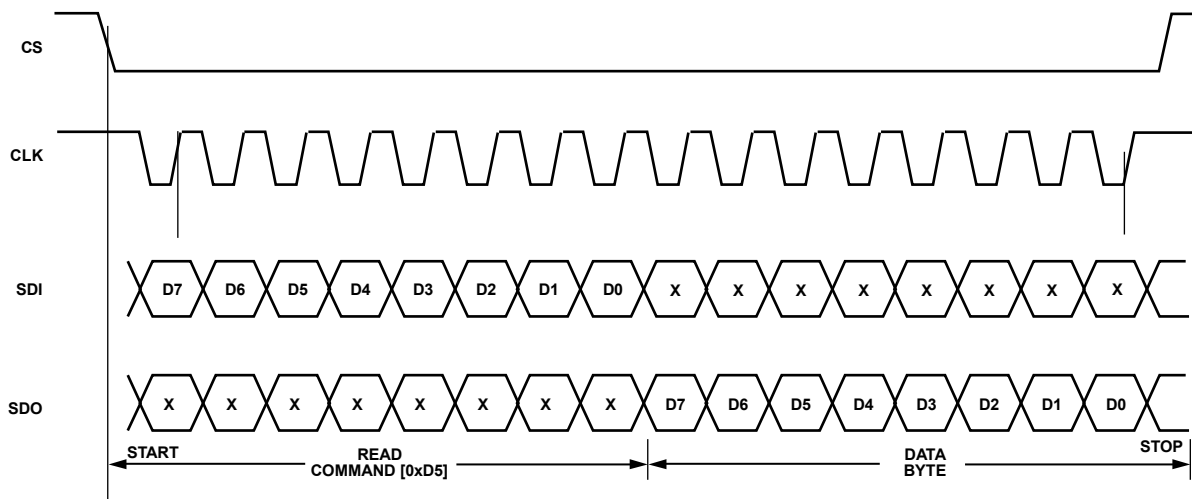 CS
CLK
SDI D7 D6 D5 D4 D3 D2 D1 D0 X X X X X X X X
SDO X X X X X X X X D7 D6 D5 D4 D3 D2 D1 D0
START READ DATA STOP
COMMAND [0xD5] BYTE